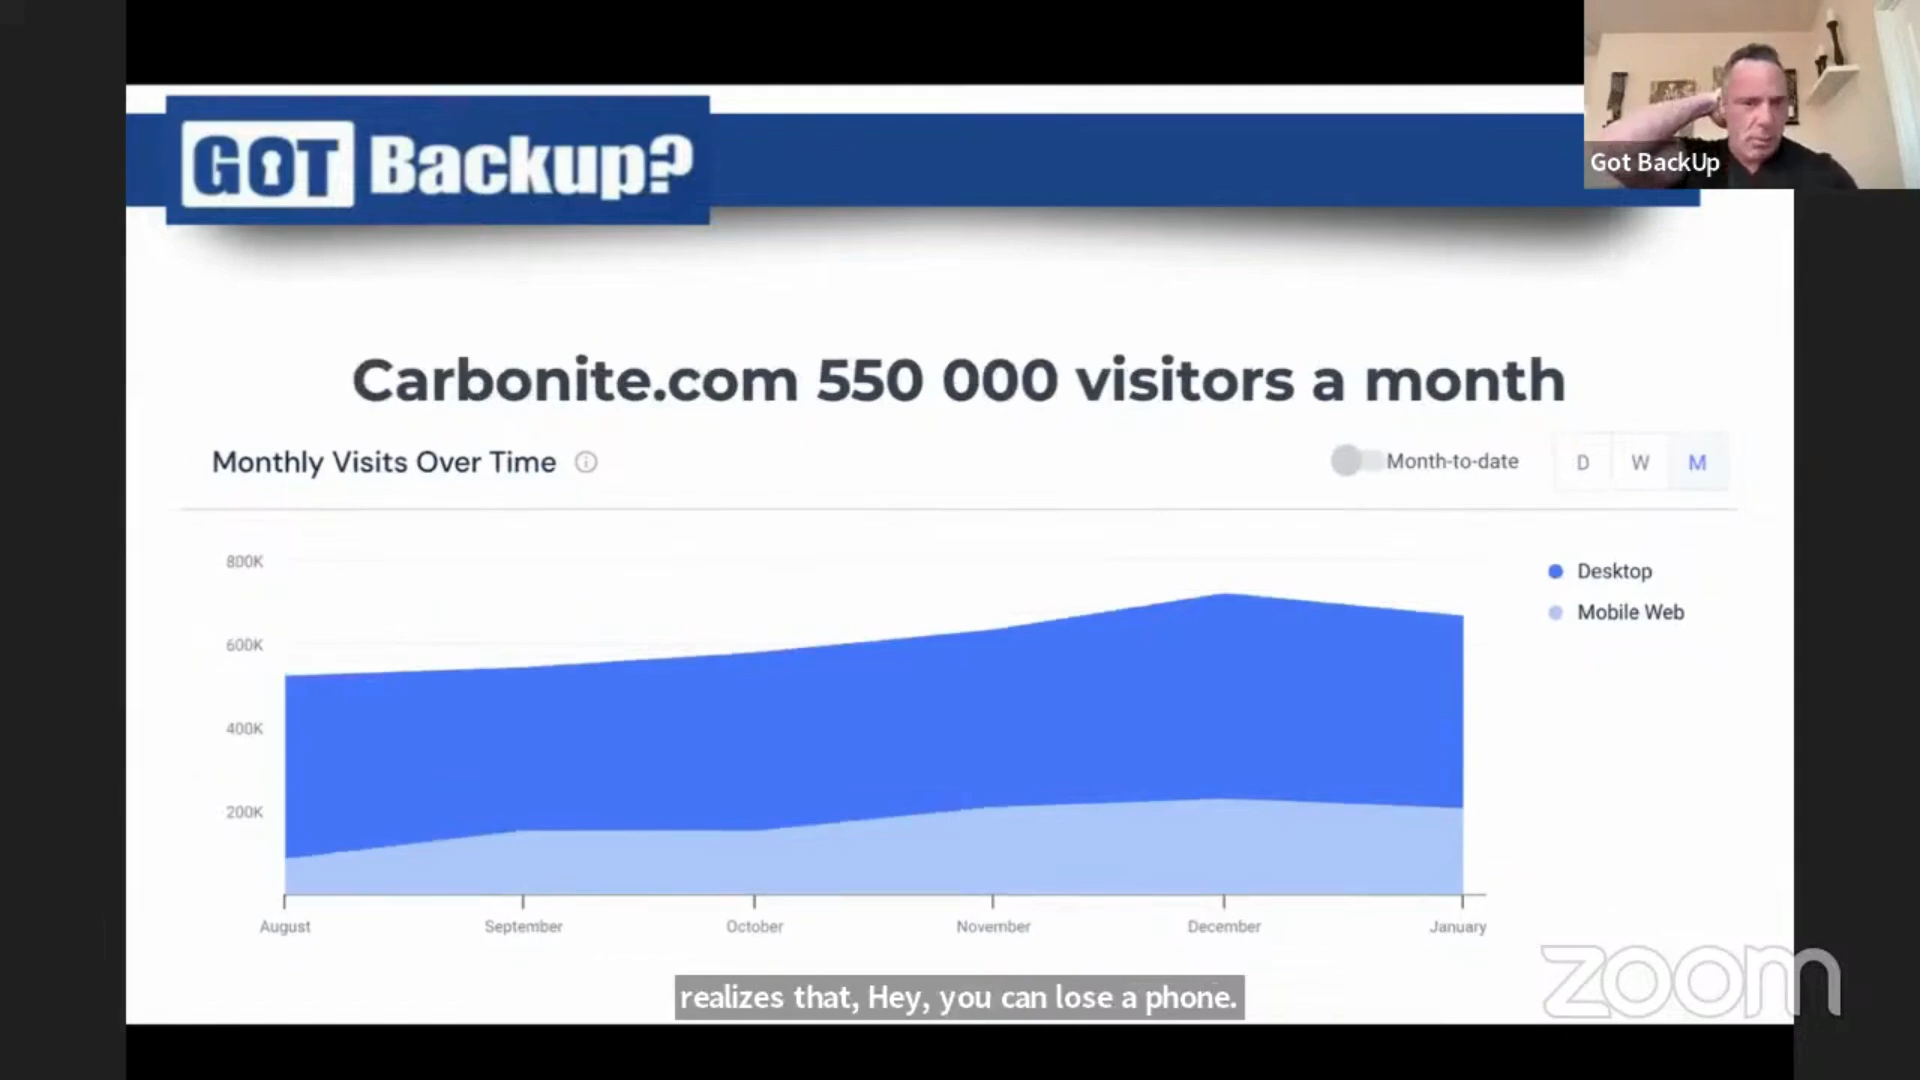 GOT Backup?
Got BackUp
Carbonite.com 550 000 visitors a month
Monthly Visits Over Time
Month-to-date
D W M
800K
600K
400K
200K
Desktop
Mobile Web
August September October November December January
realizes that, Hey, you can lose a phone.
zoom